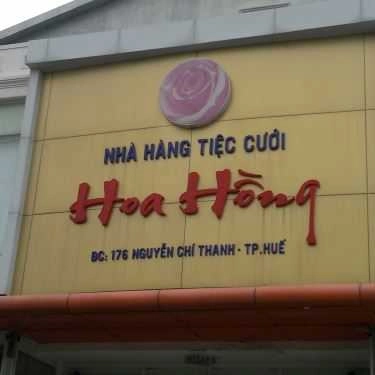 NHÀ HÀNG TIỆC CƯỚI
Hoa Hồng
ĐC: 176 NGUYỄN CHÍ THANH - TP.HUẾ